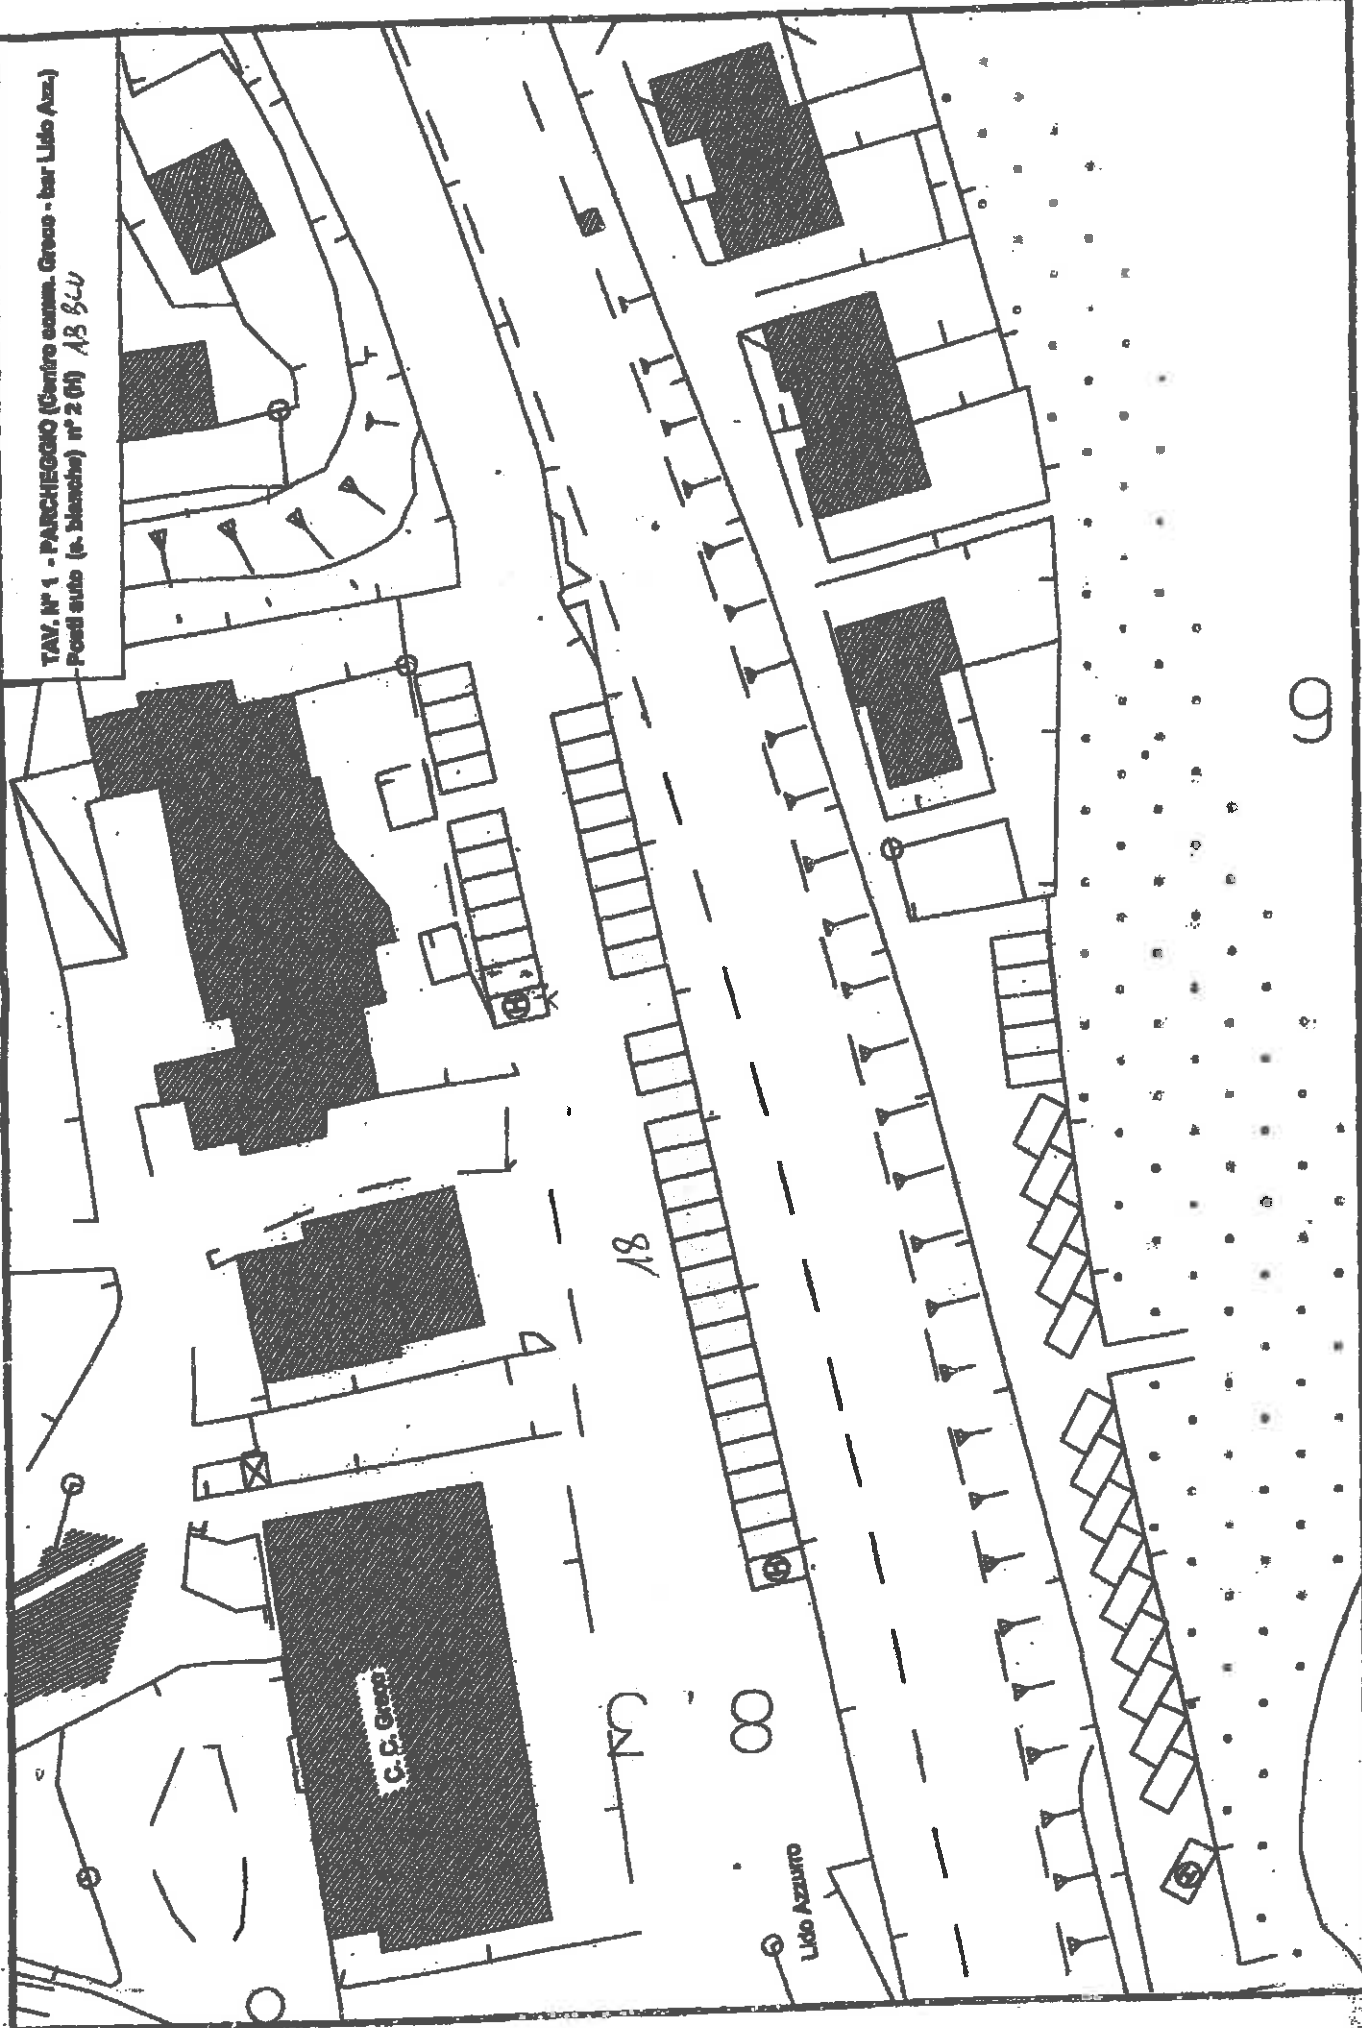 TAV. N° 1 - PARCHEGGIO (Centro comm. Greco - bar Lido Azz.)
Posti auto (s. bianche) n° 2 (H) 18 BLU
H
18
H
C. C. Greco
8
Lido Azzurro
H
9